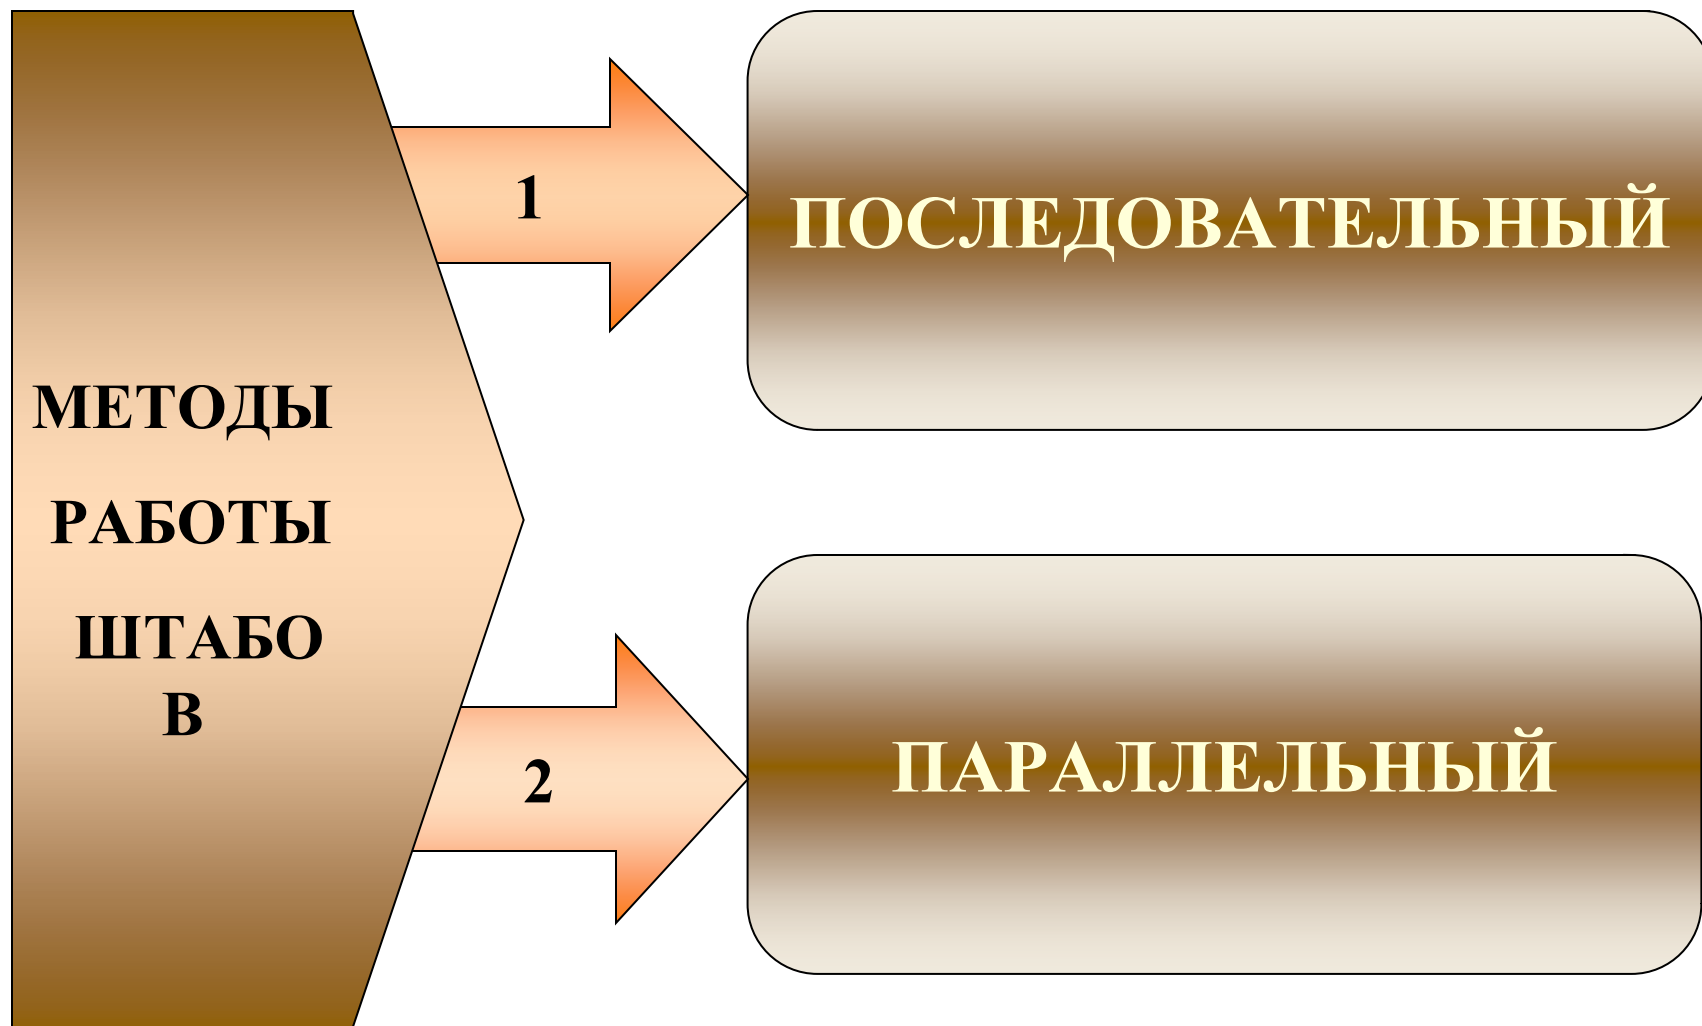 МЕТОДЫ
РАБОТЫ
ШТАБО
В
1
ПОСЛЕДОВАТЕЛЬНЫЙ
2
ПАРАЛЛЕЛЬНЫЙ